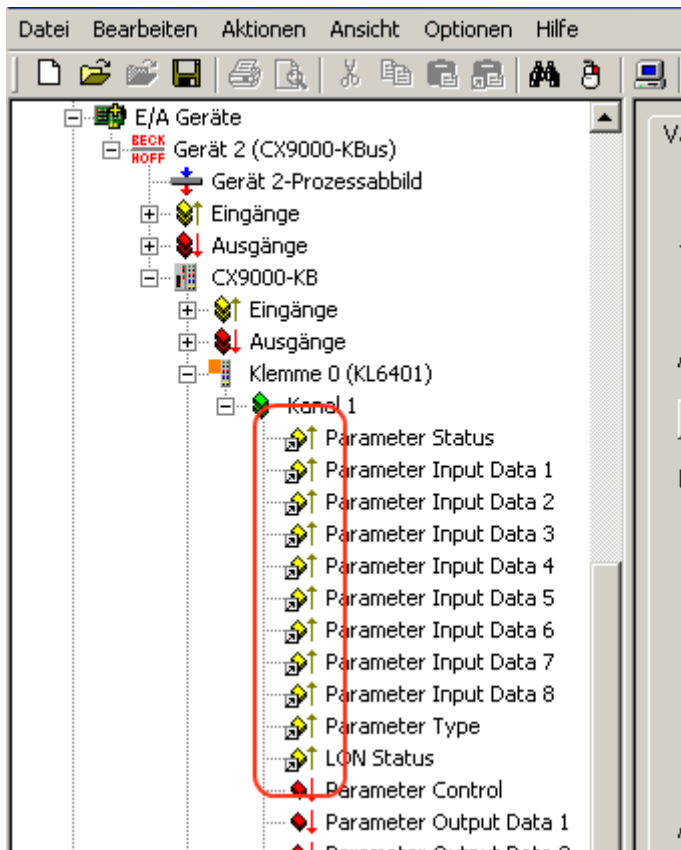 Datei Bearbeiten Aktionen Ansicht Optionen Hilfe
E/A Geräte
BECK
HOFF
Gerät 2 (CX9000-KBus)
Gerät 2-Prozessabbild
Eingänge
Ausgänge
CX9000-KB
Eingänge
Ausgänge
Klemme 0 (KL6401)
Kanal 1
Parameter Status
Parameter Input Data 1
Parameter Input Data 2
Parameter Input Data 3
Parameter Input Data 4
Parameter Input Data 5
Parameter Input Data 6
Parameter Input Data 7
Parameter Input Data 8
Parameter Type
LON Status
Parameter Control
Parameter Output Data 1